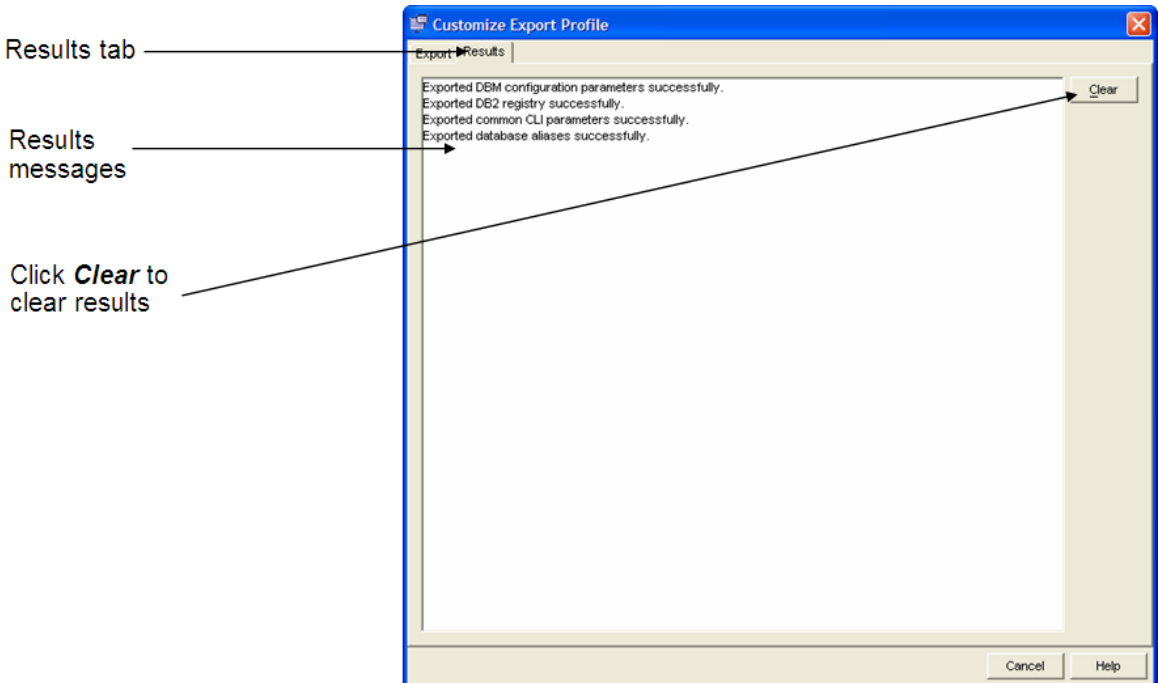 Customize Export Profile
Results tab
Export
Results
Exported DBM configuration parameters successfully.
Exported DB2 registry successfully.
Exported common CLI parameters successfully.
Exported database aliases successfully.
Clear
Results
messages
Click Clear to
clear results
Cancel
Help